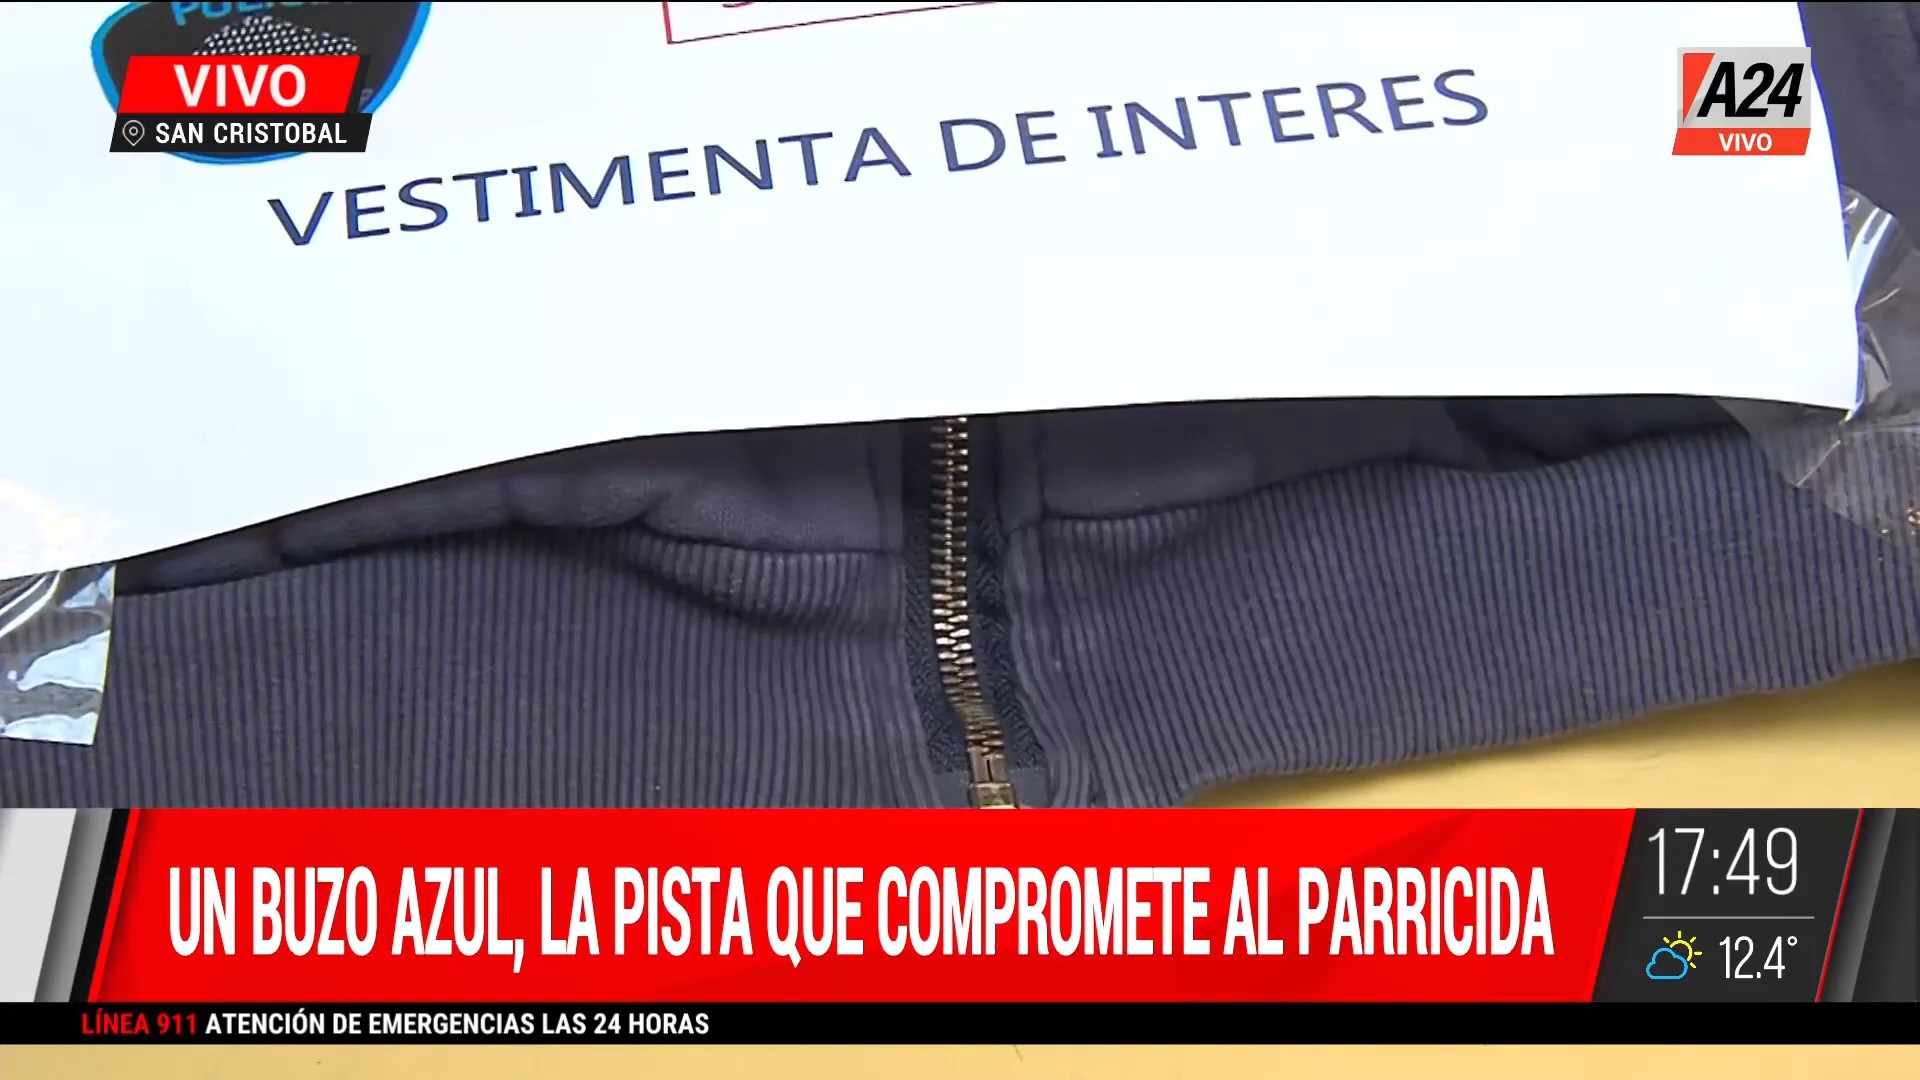 VIVO
SAN CRISTOBAL
A24
VIVO
VESTIMENTA DE INTERES
UN BUZO AZUL, LA PISTA QUE COMPROMETE AL PARRICIDA
17:49
12.4°
LÍNEA 911 ATENCIÓN DE EMERGENCIAS LAS 24 HORAS